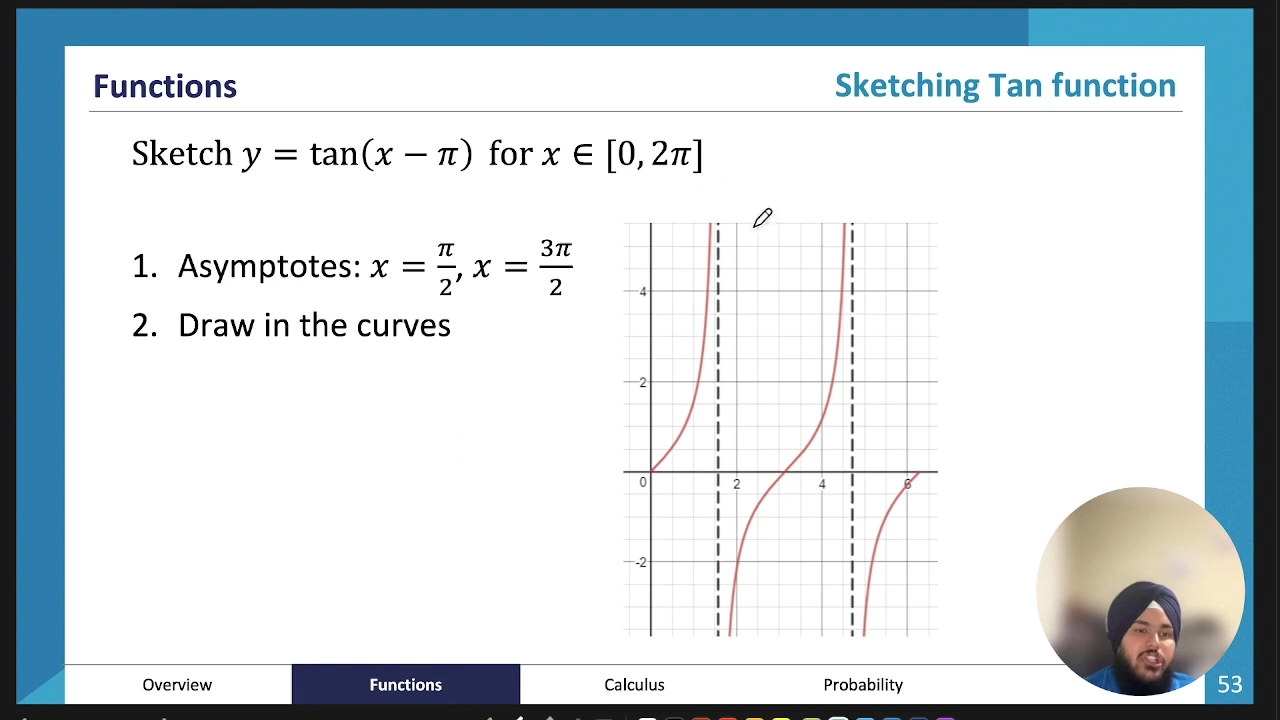 Functions
Sketching Tan function
Sketch y = tan(x − π) for x ∈ [0, 2π]
1. Asymptotes: x = π/2, x = 3π/2
2. Draw in the curves
4
2
0
2
4
6
-2
Overview
Functions
Calculus
Probability
53